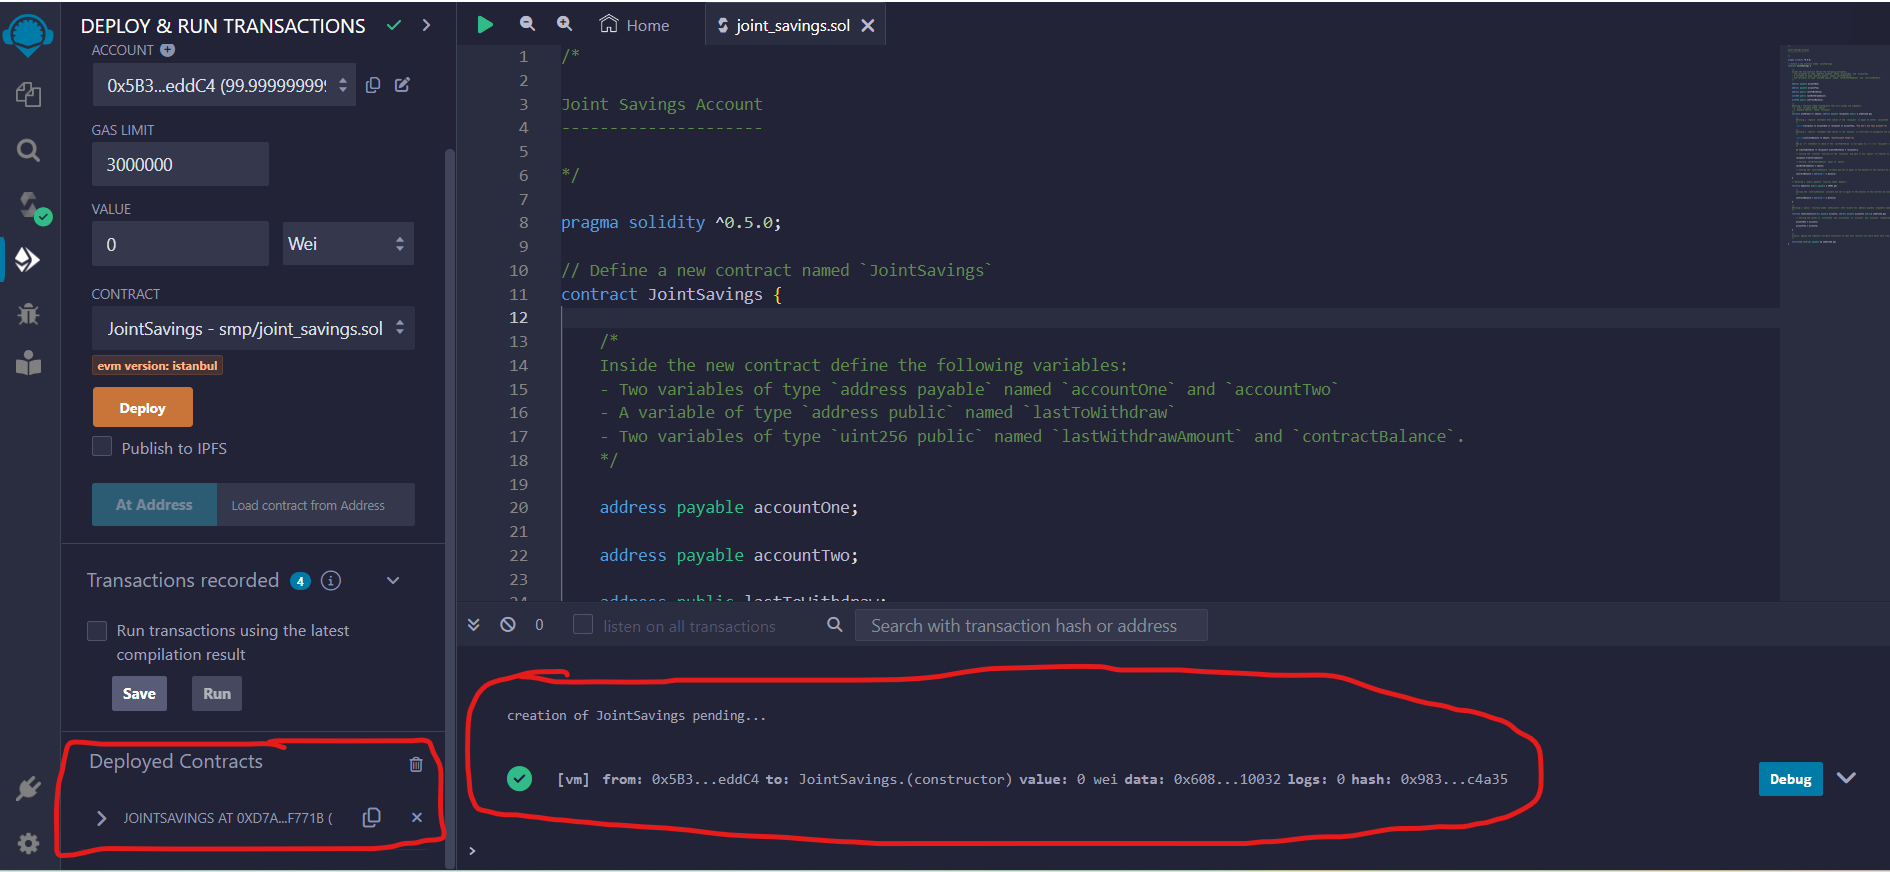 DEPLOY & RUN TRANSACTIONS
ACCOUNT
0x5B3...eddC4 (99.999999999
GAS LIMIT
3000000
VALUE
0
Wei
CONTRACT
JointSavings - smp/joint_savings.sol
evm version: istanbul
Deploy
Publish to IPFS
At Address
Load contract from Address
Transactions recorded 4 i
Run transactions using the latest
compilation result
Save
Run
Deployed Contracts
JOINTSAVINGS AT 0XD7A...F771B (
Home
joint_savings.sol
1 /*
2
3 Joint Savings Account
4 ---------------------
5
6 */
7
8 pragma solidity ^0.5.0;
9
10 // Define a new contract named `JointSavings`
11 contract JointSavings {
12
13 /*
14 Inside the new contract define the following variables:
15 - Two variables of type `address payable` named `accountOne` and `accountTwo`
16 - A variable of type `address public` named `lastToWithdraw`
17 - Two variables of type `uint256 public` named `lastWithdrawAmount` and `contractBalance`.
18 */
19
20 address payable accountOne;
21
22 address payable accountTwo;
23
24 address public lastToWithdraw;
0
listen on all transactions
Search with transaction hash or address
creation of JointSavings pending...
[vm] from: 0x5B3...eddC4 to: JointSavings.(constructor) value: 0 wei data: 0x608...10032 logs: 0 hash: 0x983...c4a35
Debug
>